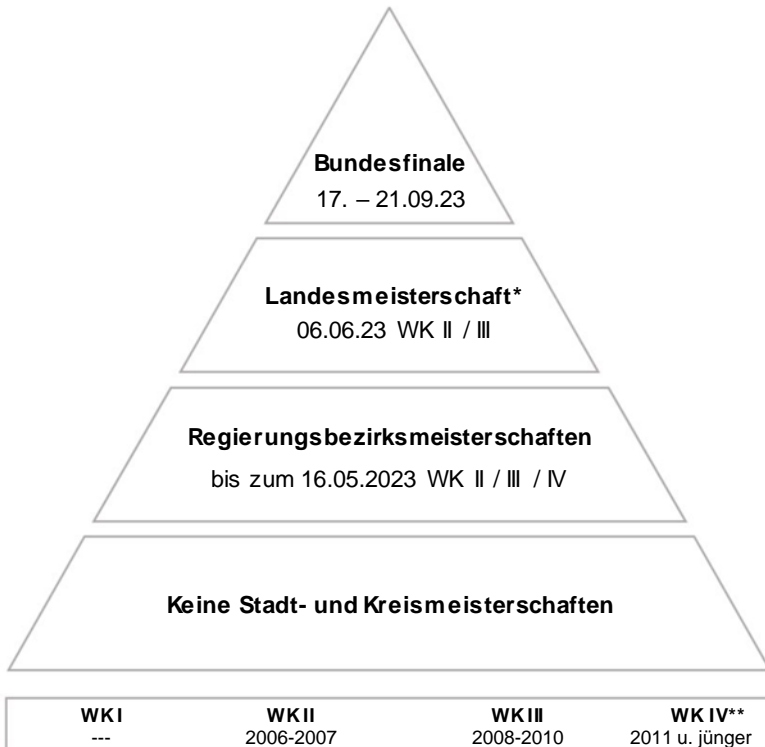 Bundesfinale
17. – 21.09.23
Landesmeisterschaft*
06.06.23 WK II / III
Regierungsbezirksmeisterschaften
bis zum 16.05.2023 WK II / III / IV
Keine Stadt- und Kreismeisterschaften
WK I WK II WK III WK IV**
--- 2006-2007 2008-2010 2011 u. jünger